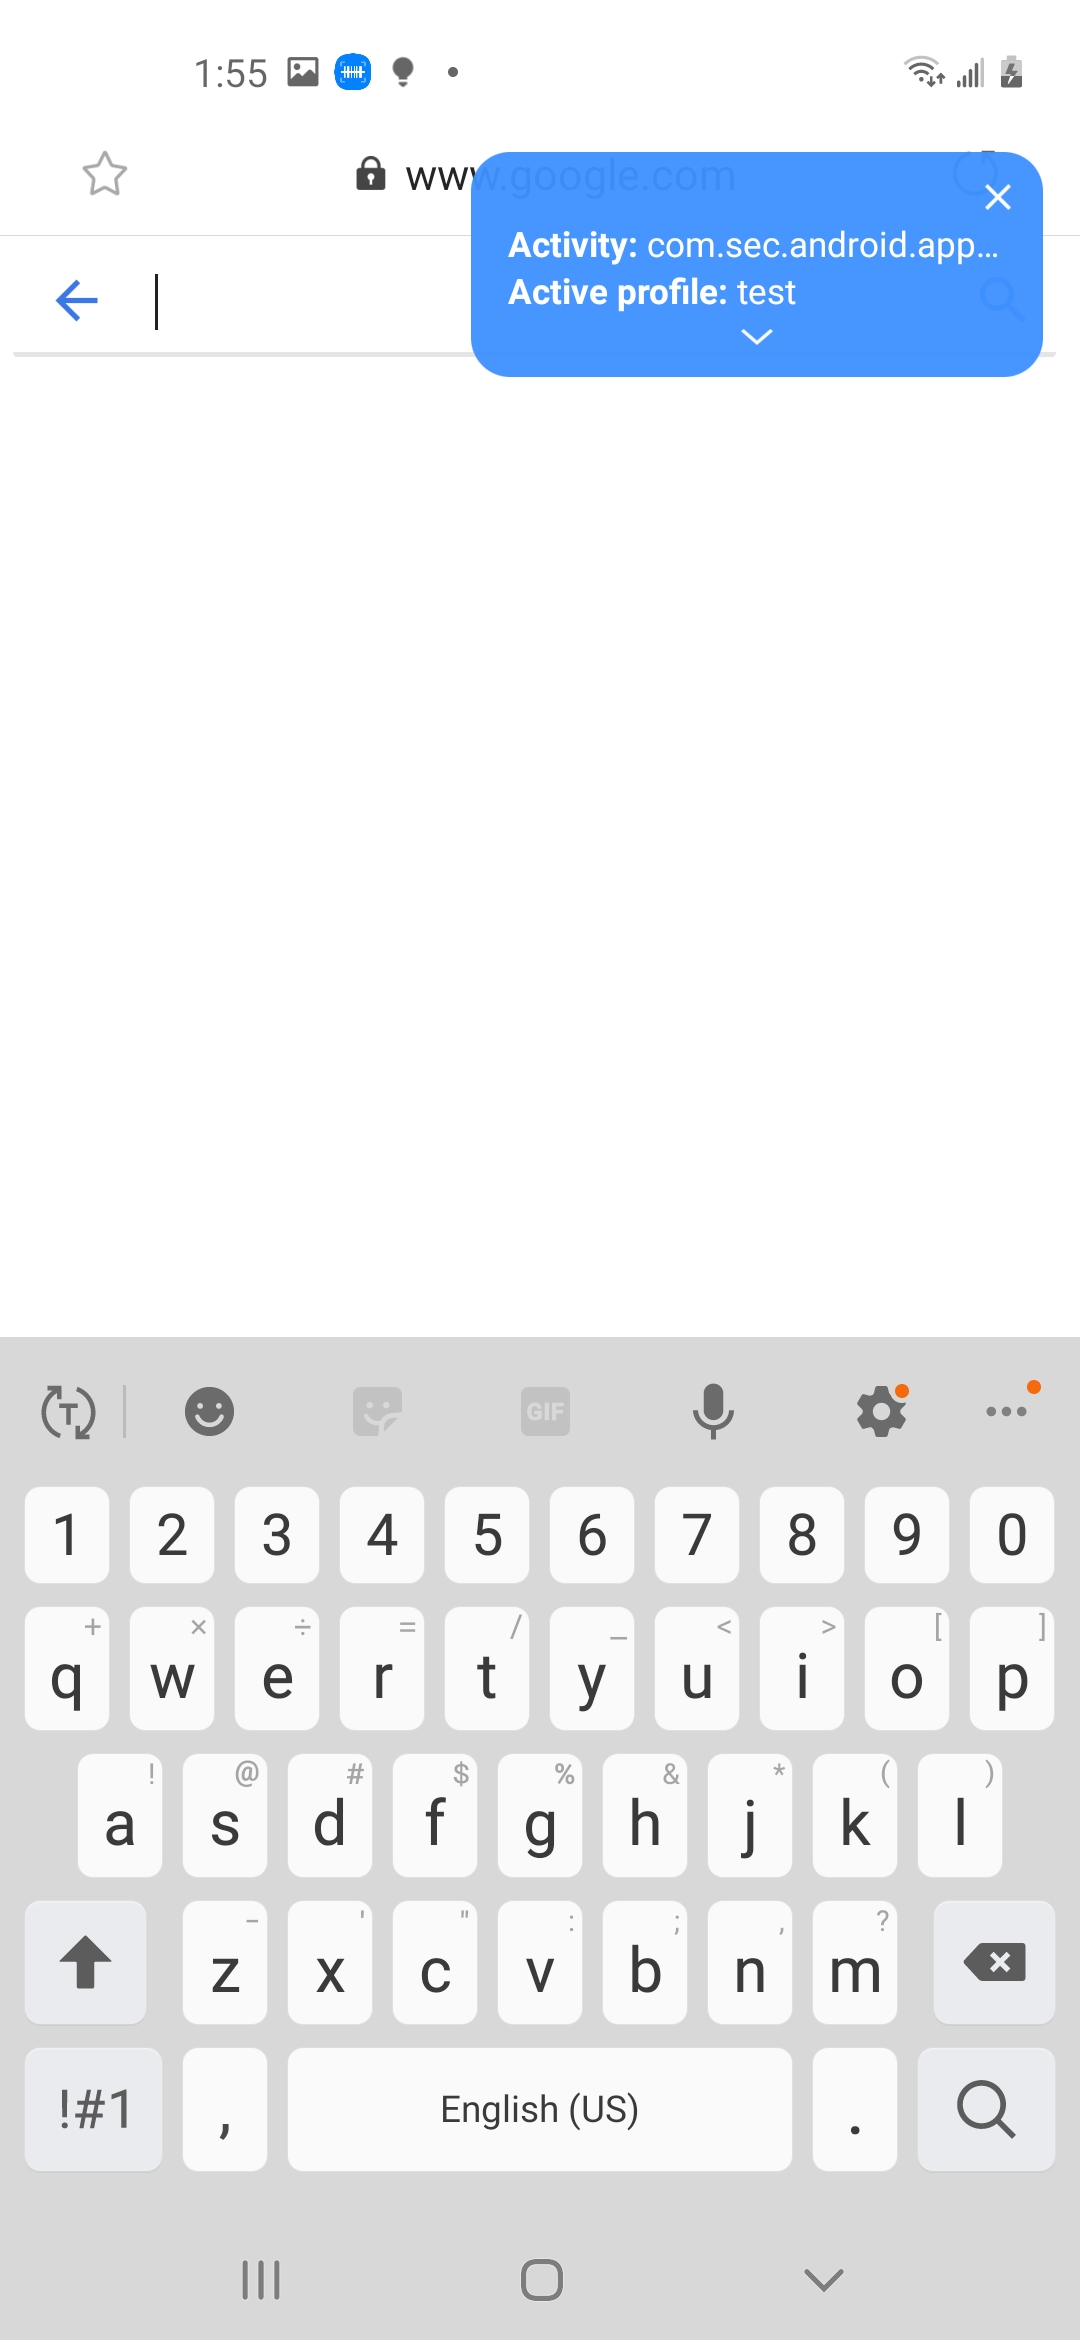 1:55
www.google.com
Activity: com.sec.android.app...
Active profile: test
T
GIF
1 2 3 4 5 6 7 8 9 0
+ × ÷ = / _ < > [ ]
q w e r t y u i o p
! @ # $ % & * ( )
a s d f g h j k l
- ' " : ; , ?
z x c v b n m
!#1 , English (US) .